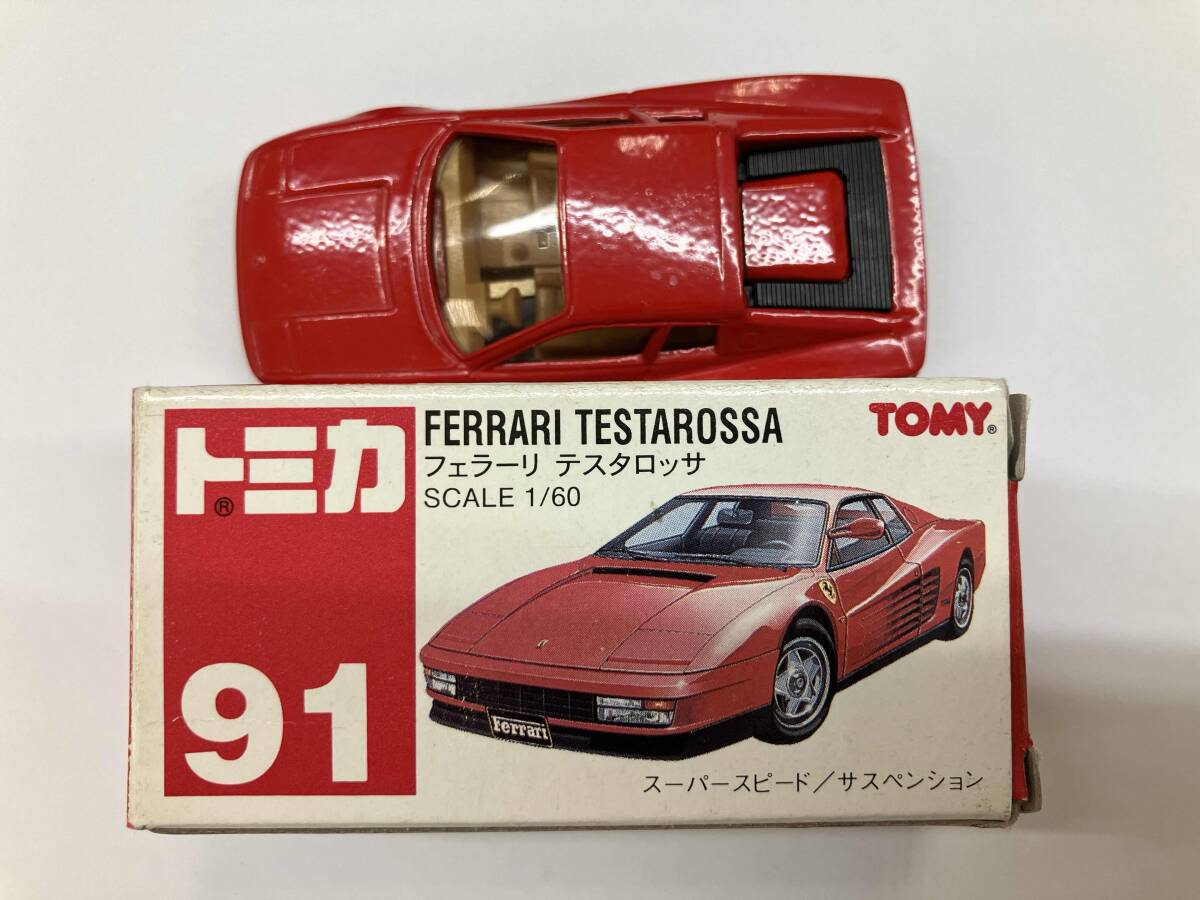 トミカ®
91
FERRARI TESTAROSSA
フェラーリ テスタロッサ
SCALE 1/60
TOMY®
Ferrari
スーパースピード/サスペンション